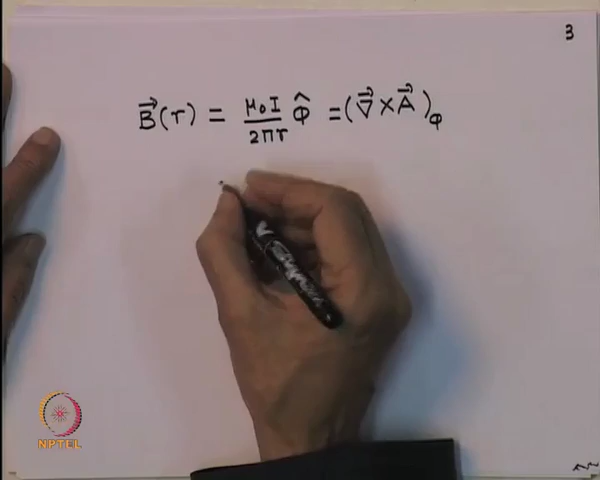 3
B⃗(r) = μ₀I/2πr φ̂ = (∇⃗ × A⃗)φ
NPTEL